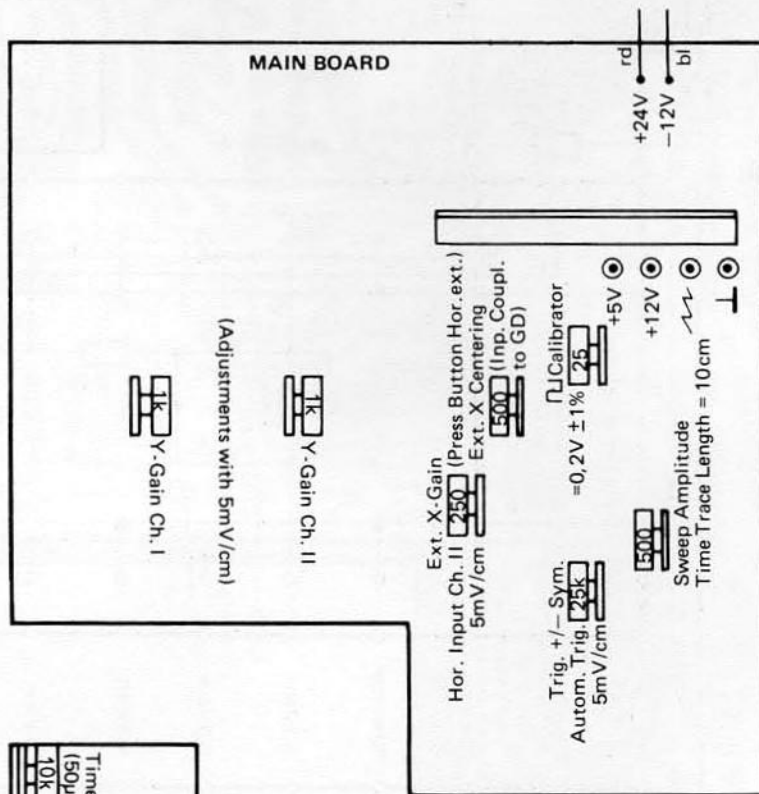 MAIN BOARD
rd
bl
+24V
−12V
1k
Y-Gain Ch. I
(Adjustments with 5mV/cm)
1k
Y-Gain Ch. II
Ext. X-Gain
Hor. Input Ch. II
250
(Press Button Hor.ext.)
5mV/cm
Ext. X Centering
500
(Inp. Coupl.
to GD)
Calibrator
25
=0,2V ±1%
+5V
+12V
Trig. +/− Sym.
Autom. Trig.
25k
5mV/cm
500
Sweep Amplitude
Time Trace Length = 10cm
Time
(50µ
10k